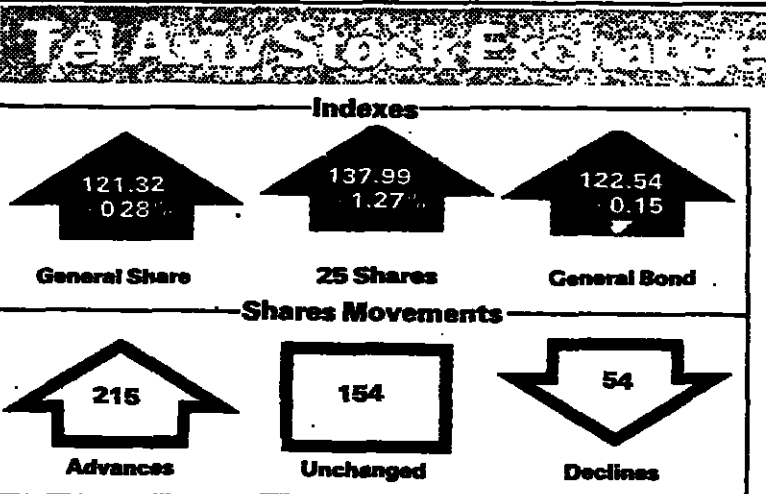 Tel Aviv Stock Exchange
Indexes
121.32
0.28%
137.99
1.27%
122.54
0.15
General Share
25 Shares
General Bond
Shares Movements
215
154
54
Advances
Unchanged
Declines